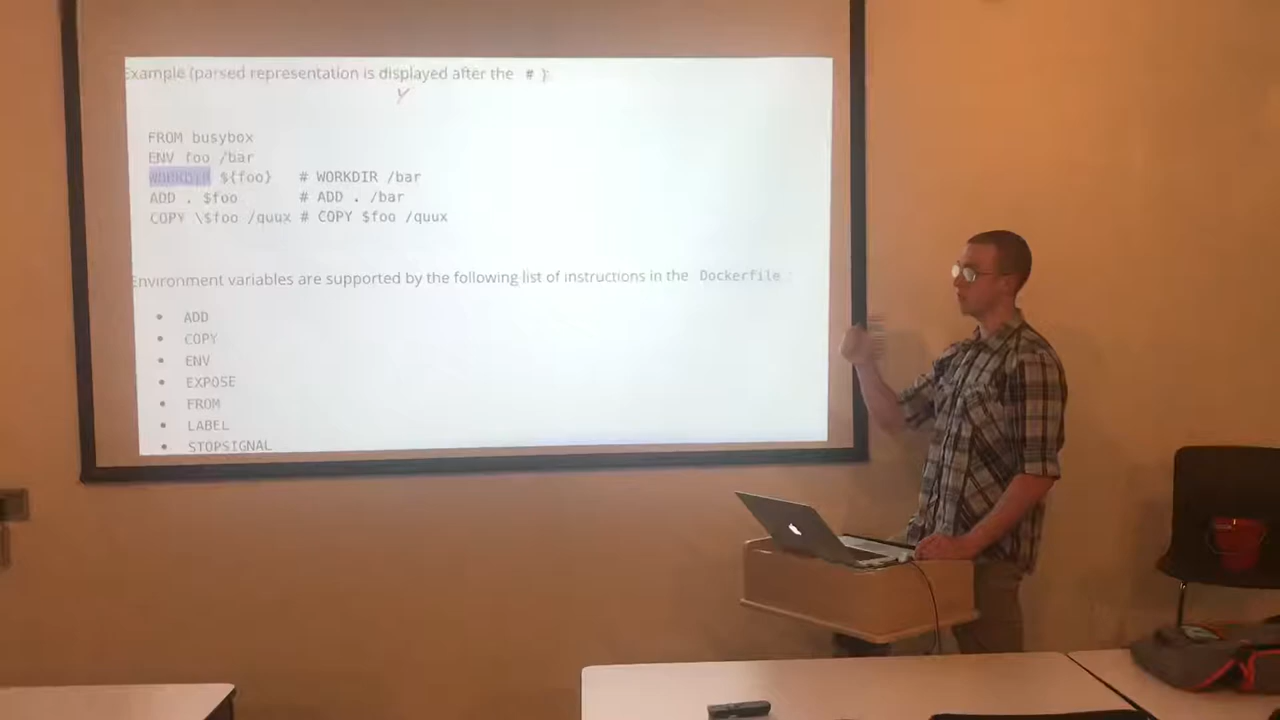 Example (parsed representation is displayed after the # ):
FROM busybox
ENV foo /bar
WORKDIR ${foo}   # WORKDIR /bar
ADD . $foo       # ADD . /bar
COPY \$foo /quux # COPY $foo /quux
Environment variables are supported by the following list of instructions in the Dockerfile :
• ADD
• COPY
• ENV
• EXPOSE
• FROM
• LABEL
• STOPSIGNAL